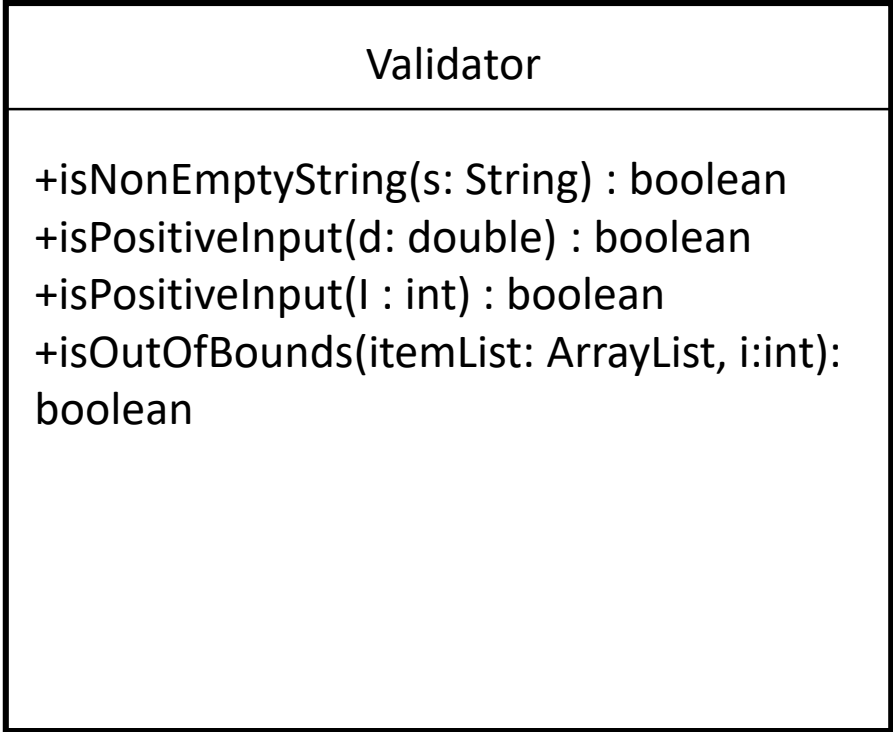 Validator
+isNonEmptyString(s: String) : boolean
+isPositiveInput(d: double) : boolean
+isPositiveInput(I : int) : boolean
+isOutOfBounds(itemList: ArrayList, i:int):
boolean